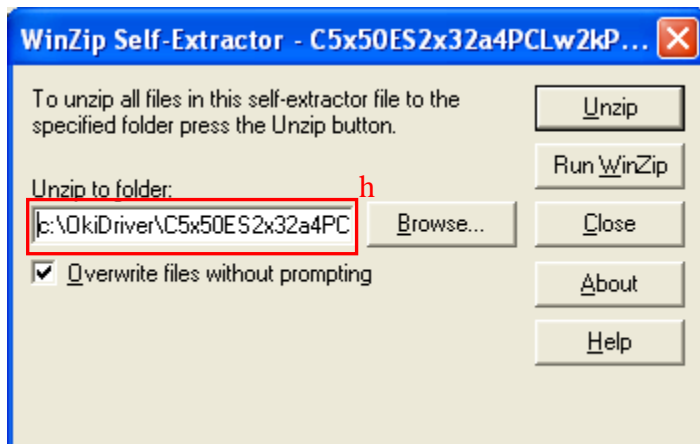 WinZip Self-Extractor - C5x50ES2x32a4PCLw2kP...
To unzip all files in this self-extractor file to the
specified folder press the Unzip button.
Unzip to folder:
h
c:\OkiDriver\C5x50ES2x32a4PC
Browse...
Overwrite files without prompting
Unzip
Run WinZip
Close
About
Help